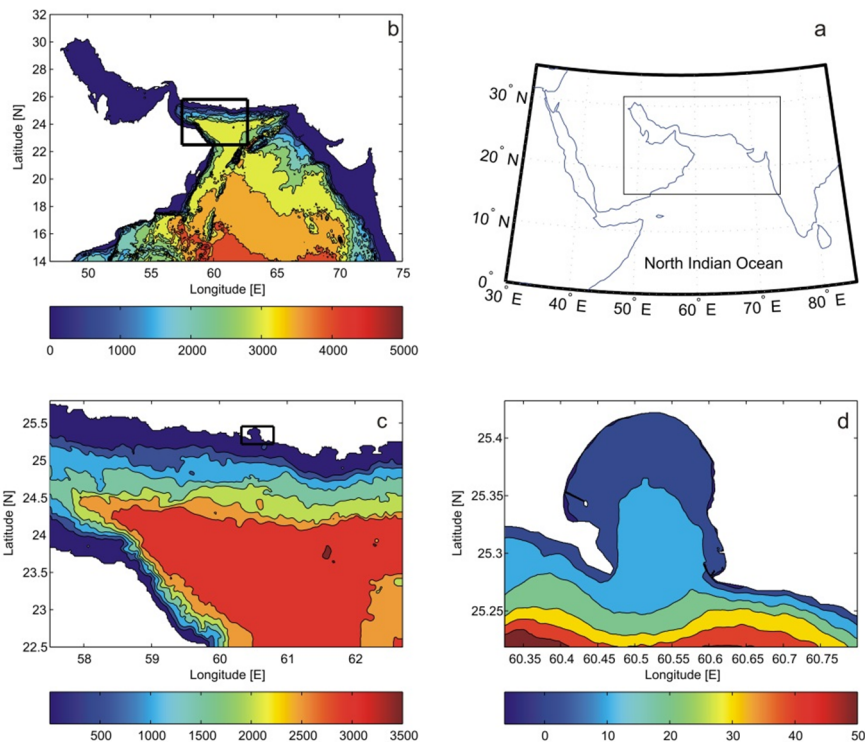 b
32
30
28
26
24
22
20
18
16
14
Latitude [N]
50 55 60 65 70 75
Longitude [E]
0 1000 2000 3000 4000 5000
a
30° N
20° N
10° N
0°
30° E 40° E 50° E 60° E 70° E 80° E
North Indian Ocean
c
25.5
25
24.5
24
23.5
23
22.5
Latitude [N]
58 59 60 61 62
Longitude [E]
500 1000 1500 2000 2500 3000 3500
d
25.4
25.35
25.3
25.25
Latitude [N]
60.35 60.4 60.45 60.5 60.55 60.6 60.65 60.7 60.75
Longitude [E]
0 10 20 30 40 50